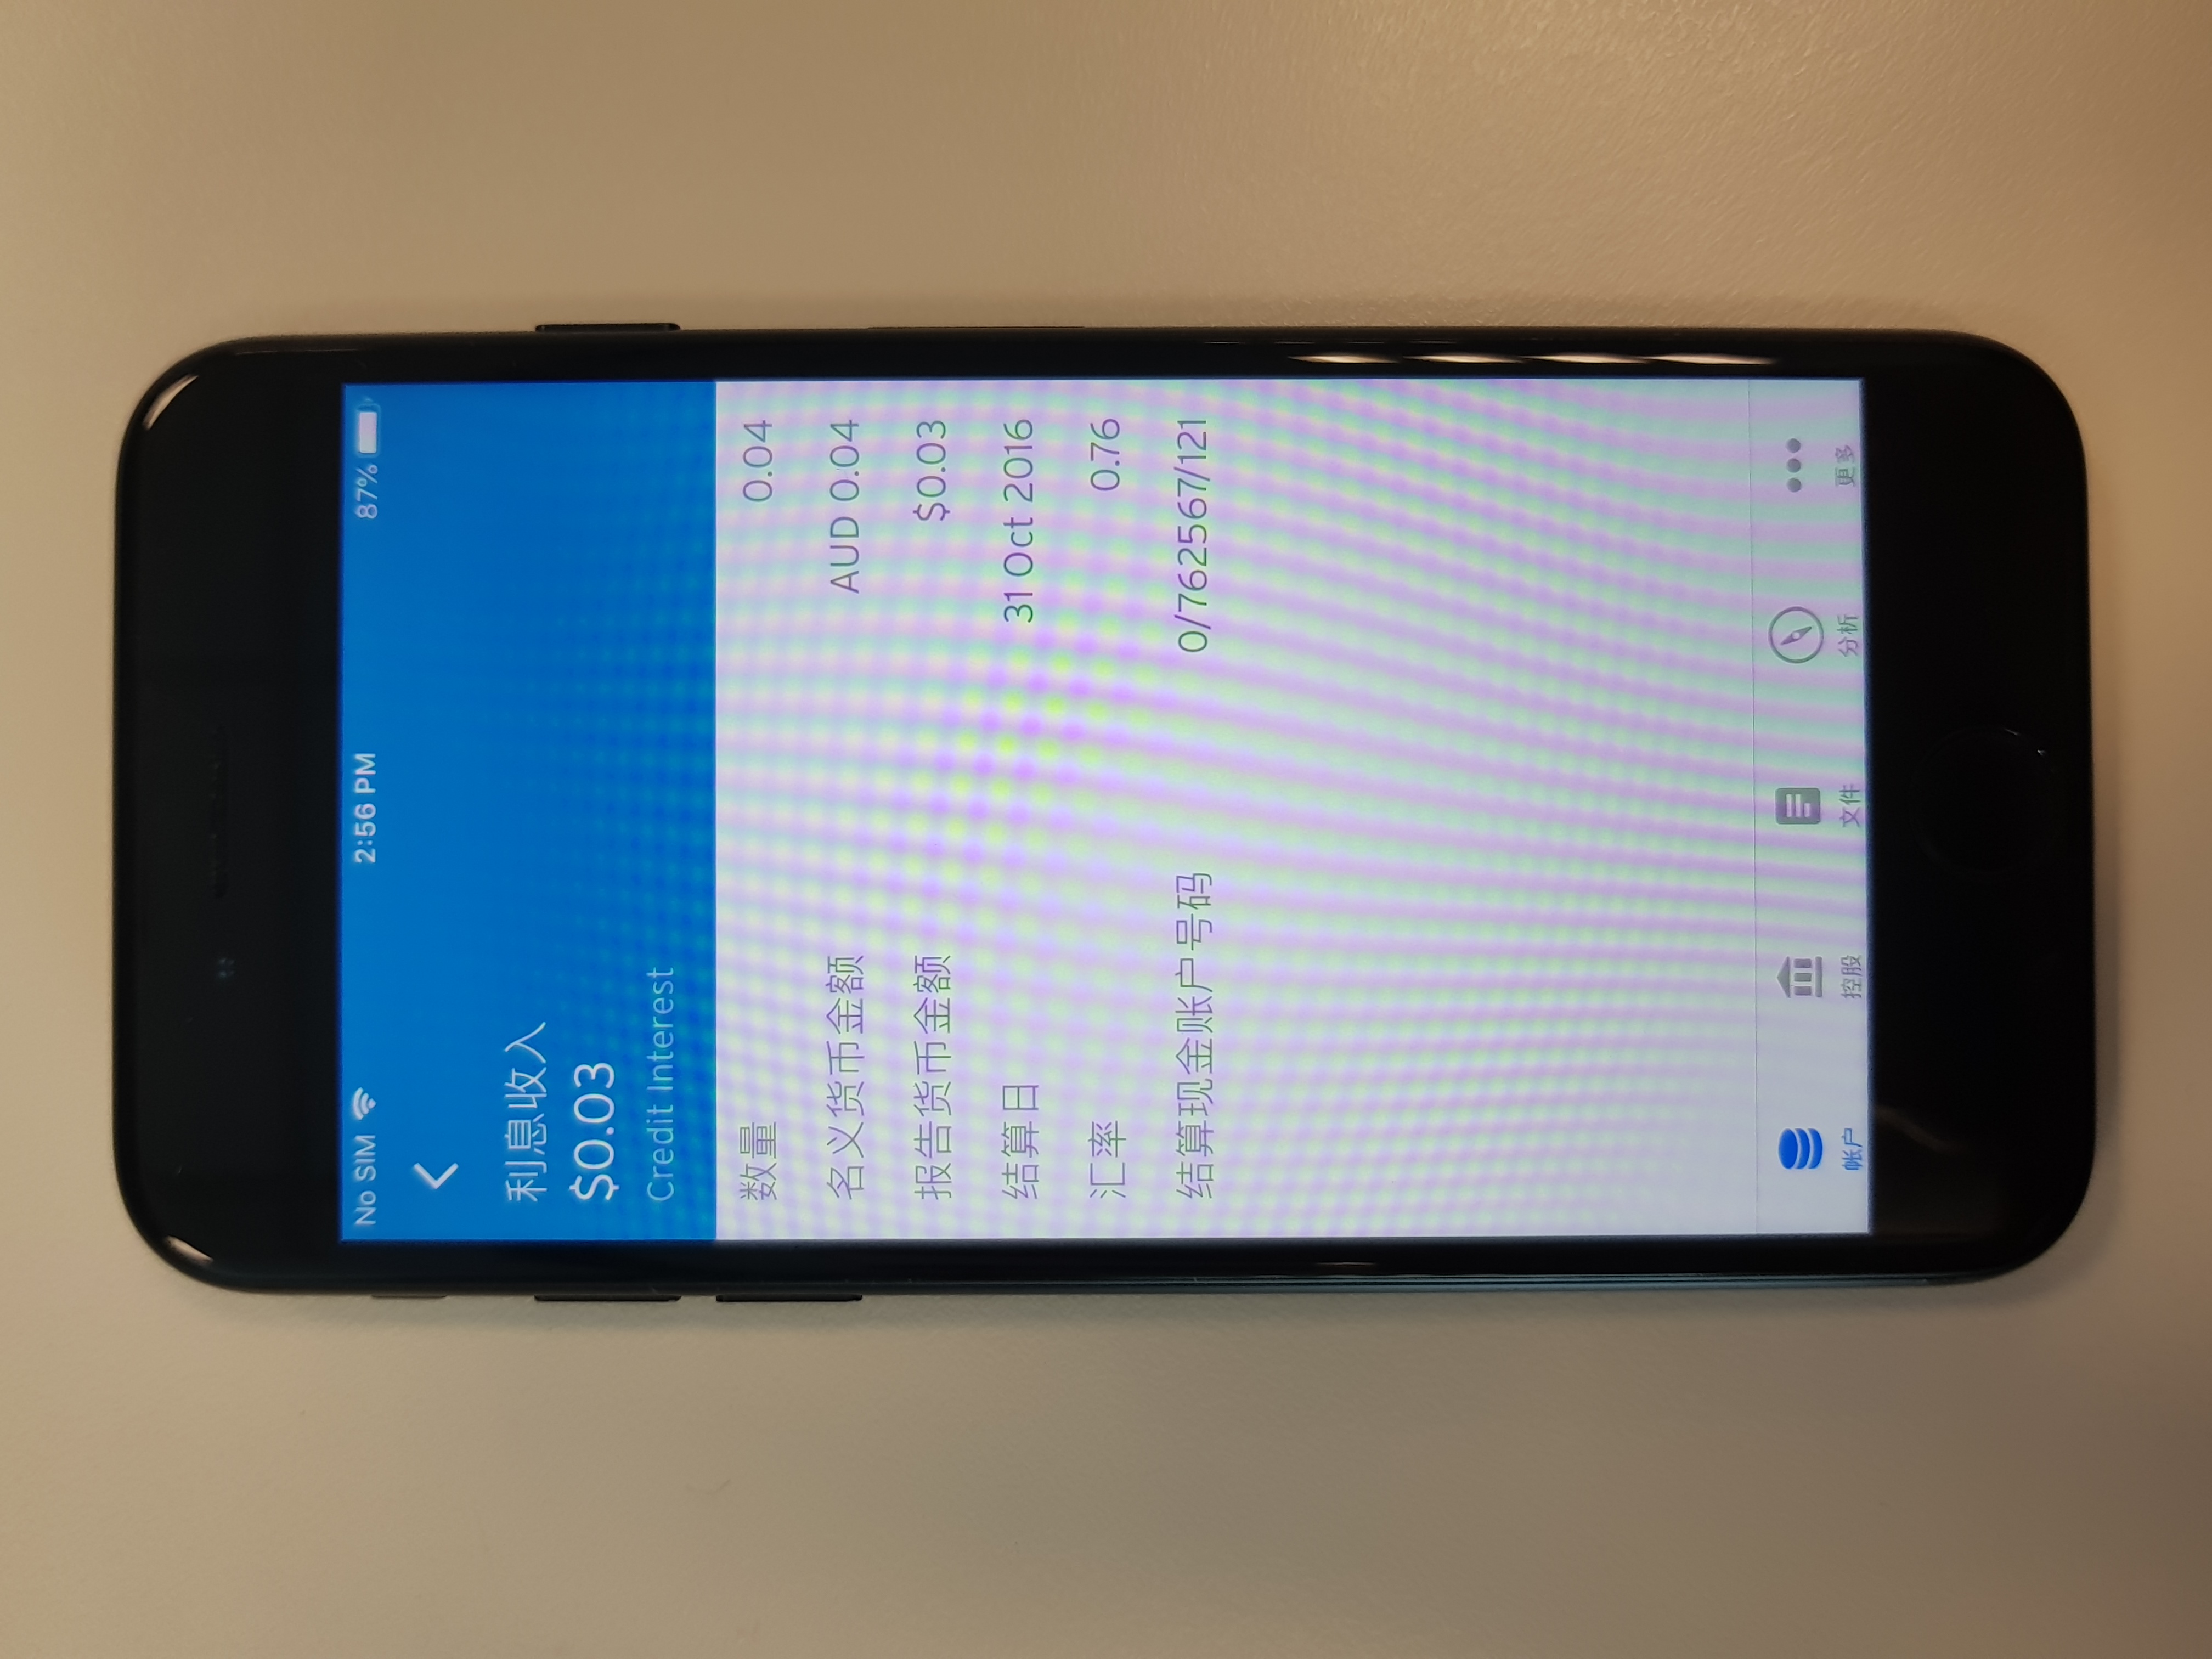 No SIM 2:56 PM 87%
利息收入
$0.03
Credit Interest
数量 0.04
名义货币金额 AUD 0.04
报告货币金额 $0.03
结算日 31 Oct 2016
汇率 0.76
结算现金账户号码 0/762567/121
帐户 控股 文件 分析 更多